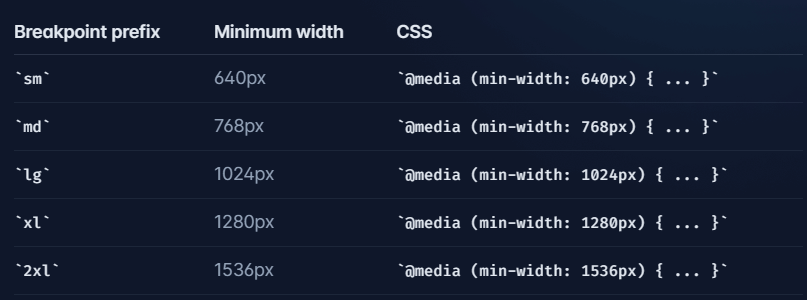 Breakpoint prefix Minimum width CSS
`sm` 640px `@media (min-width: 640px) { ... }`
`md` 768px `@media (min-width: 768px) { ... }`
`lg` 1024px `@media (min-width: 1024px) { ... }`
`xl` 1280px `@media (min-width: 1280px) { ... }`
`2xl` 1536px `@media (min-width: 1536px) { ... }`